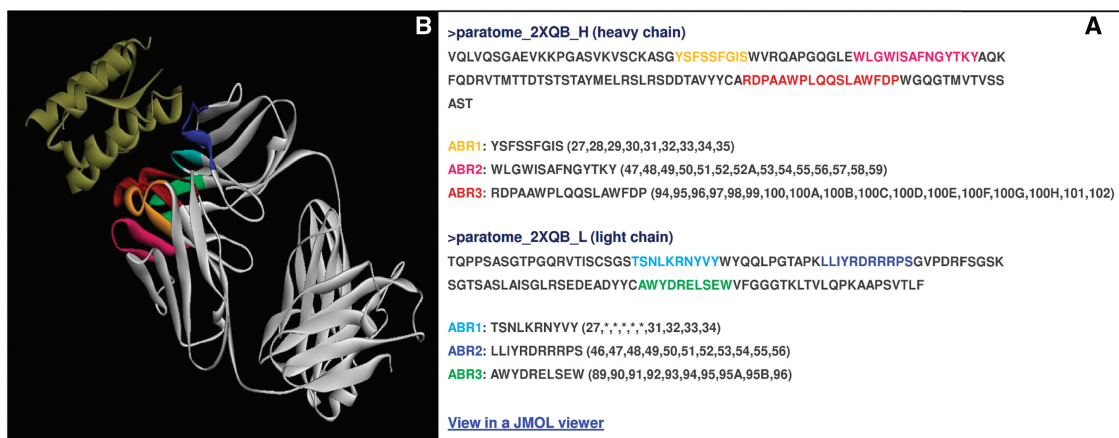 B
A
>paratome_2XQB_H (heavy chain)
VQLVQSGAEVKKPGASVKVSCKASGYSFSSFGISWVRQAPGQGLEWLGWISAFNGYTKYAQK
FQDRVTMTTDTSTSTAYMELRSLRSDDTAVYYCARDPAAWPLQQSLAWFDPWGQGTMVTVSS
AST
ABR1: YSFSSFGIS (27,28,29,30,31,32,33,34,35)
ABR2: WLGWISAFNGYTKY (47,48,49,50,51,52,52A,53,54,55,56,57,58,59)
ABR3: RDPAAWPLQQSLAWFDP (94,95,96,97,98,99,100,100A,100B,100C,100D,100E,100F,100G,100H,101,102)
>paratome_2XQB_L (light chain)
TQPPSASGTPGQRVTISCSGSTSNLKRNYVYWYQQLPGTAPKLLIYRDRRRPSGVPDRFSGSK
SGTSASLAISGLRSEDEADYYCAWYDRELSEWVFGGGTKLTVLQPKAAPSVTLF
ABR1: TSNLKRNYVY (27,*,*,*,*,*,31,32,33,34)
ABR2: LLIYRDRRRPS (46,47,48,49,50,51,52,53,54,55,56)
ABR3: AWYDRELSEW (89,90,91,92,93,94,95,95A,95B,96)
View in a JMOL viewer